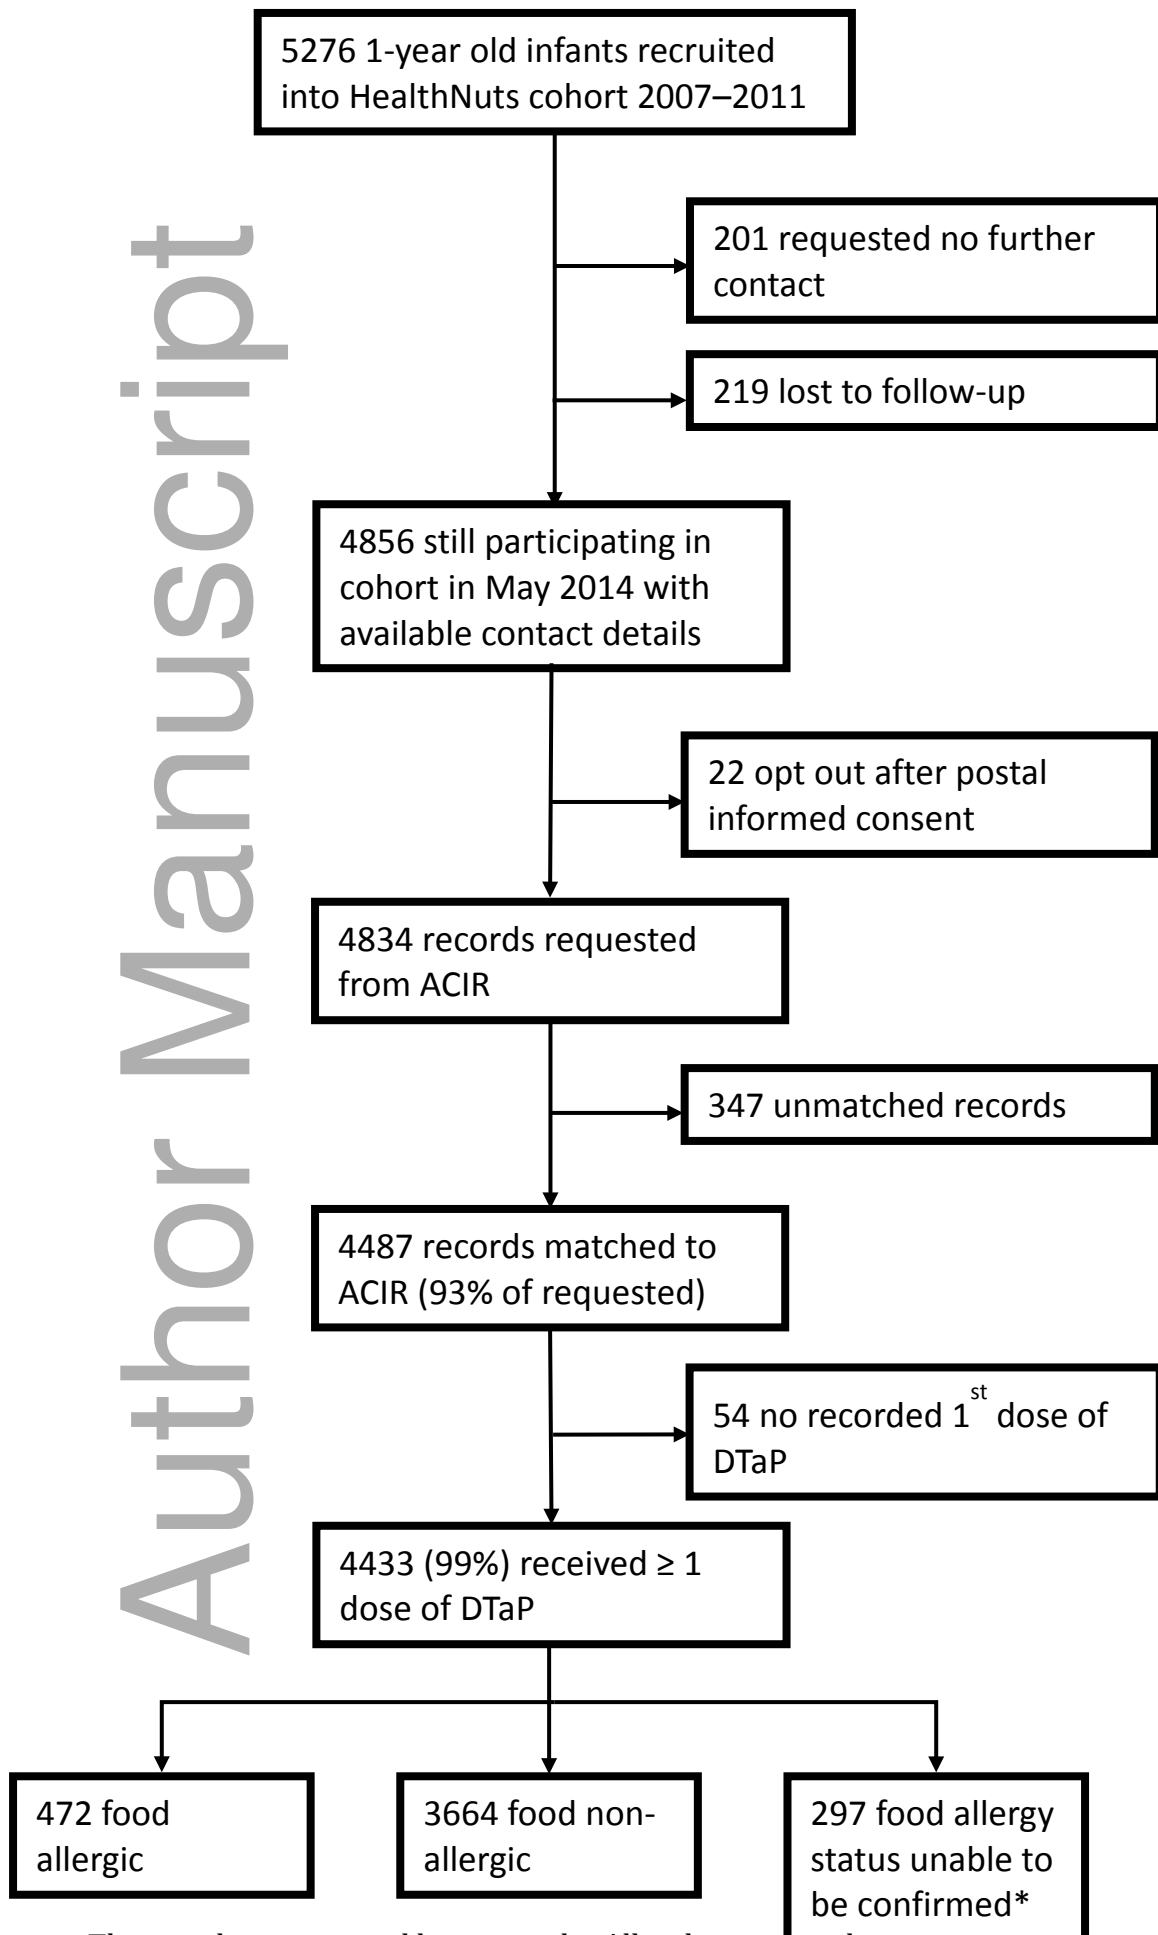 5276 1-year old infants recruited
into HealthNuts cohort 2007–2011
201 requested no further
contact
219 lost to follow-up
4856 still participating in
cohort in May 2014 with
available contact details
22 opt out after postal
informed consent
4834 records requested
from ACIR
347 unmatched records
4487 records matched to
ACIR (93% of requested)
54 no recorded 1st dose of
DTaP
4433 (99%) received ≥ 1
dose of DTaP
472 food
allergic
3664 food non-
allergic
297 food allergy
status unable to
be confirmed*
Author Manuscript